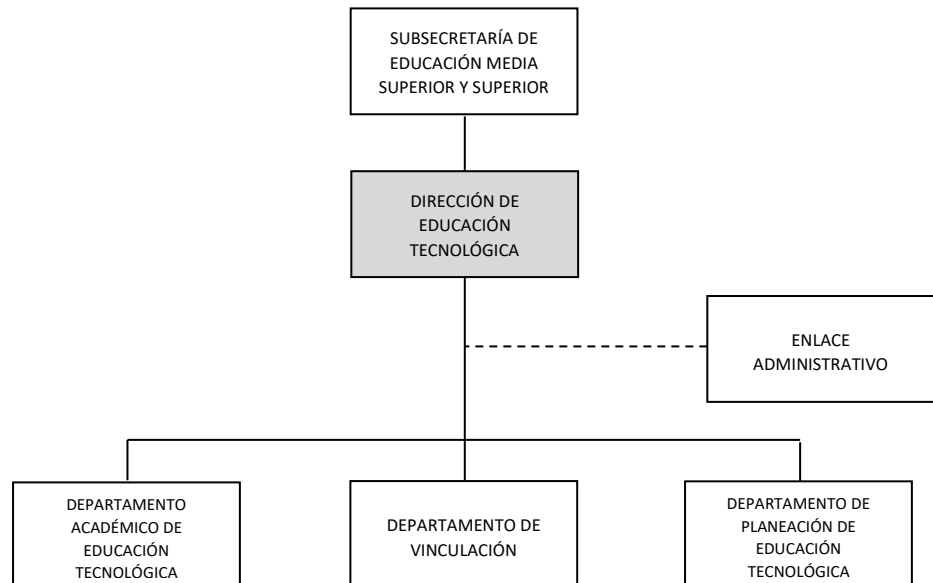 SUBSECRETARÍA DE
EDUCACIÓN MEDIA
SUPERIOR Y SUPERIOR
DIRECCIÓN DE
EDUCACIÓN
TECNOLÓGICA
ENLACE
ADMINISTRATIVO
DEPARTAMENTO
ACADÉMICO DE
EDUCACIÓN
TECNOLÓGICA
DEPARTAMENTO DE
VINCULACIÓN
DEPARTAMENTO DE
PLANEACIÓN DE
EDUCACIÓN
TECNOLÓGICA